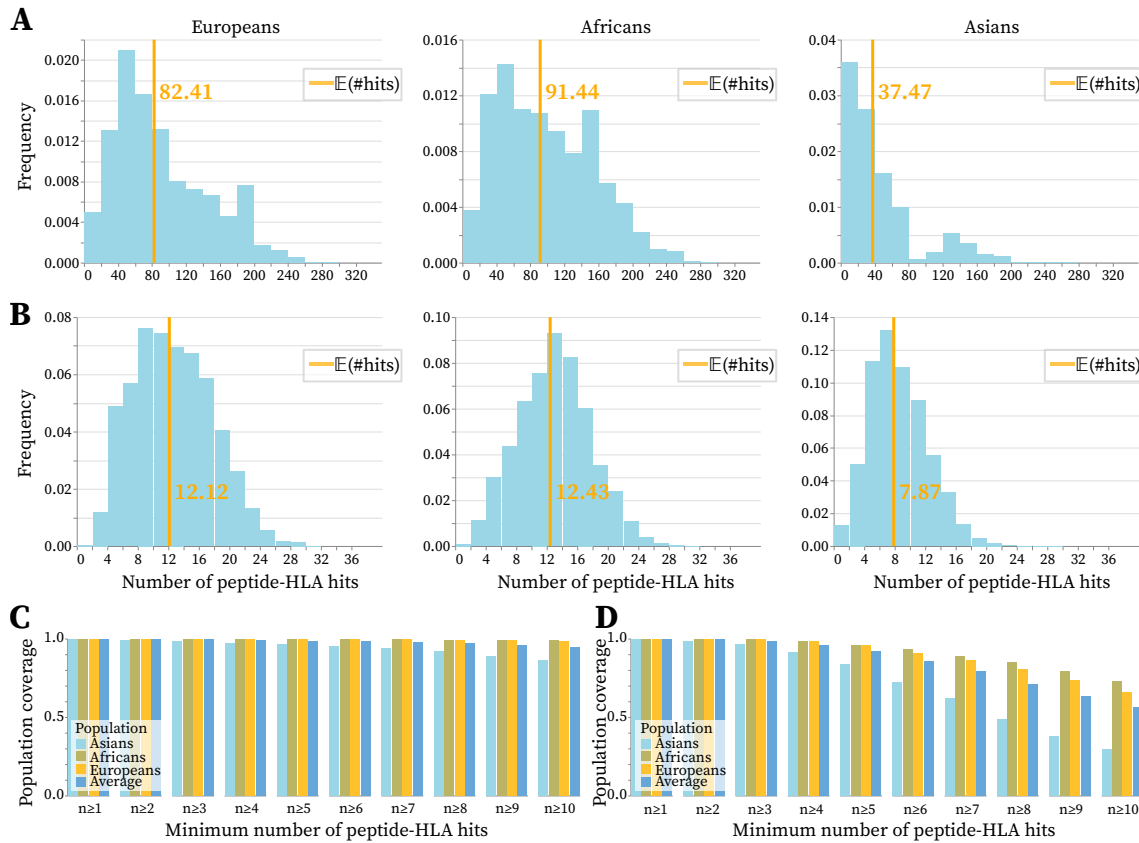 A
Europeans
Africans
Asians
0.020
0.016
0.012
0.008
0.004
0.000
Frequency
𝔼(#hits)
82.41
0 40 80 120 160 200 240 280 320
0.016
0.012
0.008
0.004
0.000
𝔼(#hits)
91.44
0 40 80 120 160 200 240 280 320
0.04
0.03
0.02
0.01
0.00
𝔼(#hits)
37.47
0 40 80 120 160 200 240 280 320
B
0.08
0.06
0.04
0.02
0.00
Frequency
𝔼(#hits)
12.12
0 4 8 12 16 20 24 28 32 36
Number of peptide-HLA hits
0.10
0.08
0.06
0.04
0.02
0.00
𝔼(#hits)
12.43
0 4 8 12 16 20 24 28 32 36
Number of peptide-HLA hits
0.14
0.12
0.10
0.08
0.06
0.04
0.02
0.00
𝔼(#hits)
7.87
0 4 8 12 16 20 24 28 32 36 40
Number of peptide-HLA hits
C
1.0
0.5
0.0
Population coverage
Population
Asians
Africans
Europeans
Average
n≥1 n≥2 n≥3 n≥4 n≥5 n≥6 n≥7 n≥8 n≥9 n≥10
Minimum number of peptide-HLA hits
D
1.0
0.5
0.0
Population coverage
Population
Asians
Africans
Europeans
Average
n≥1 n≥2 n≥3 n≥4 n≥5 n≥6 n≥7 n≥8 n≥9 n≥10
Minimum number of peptide-HLA hits